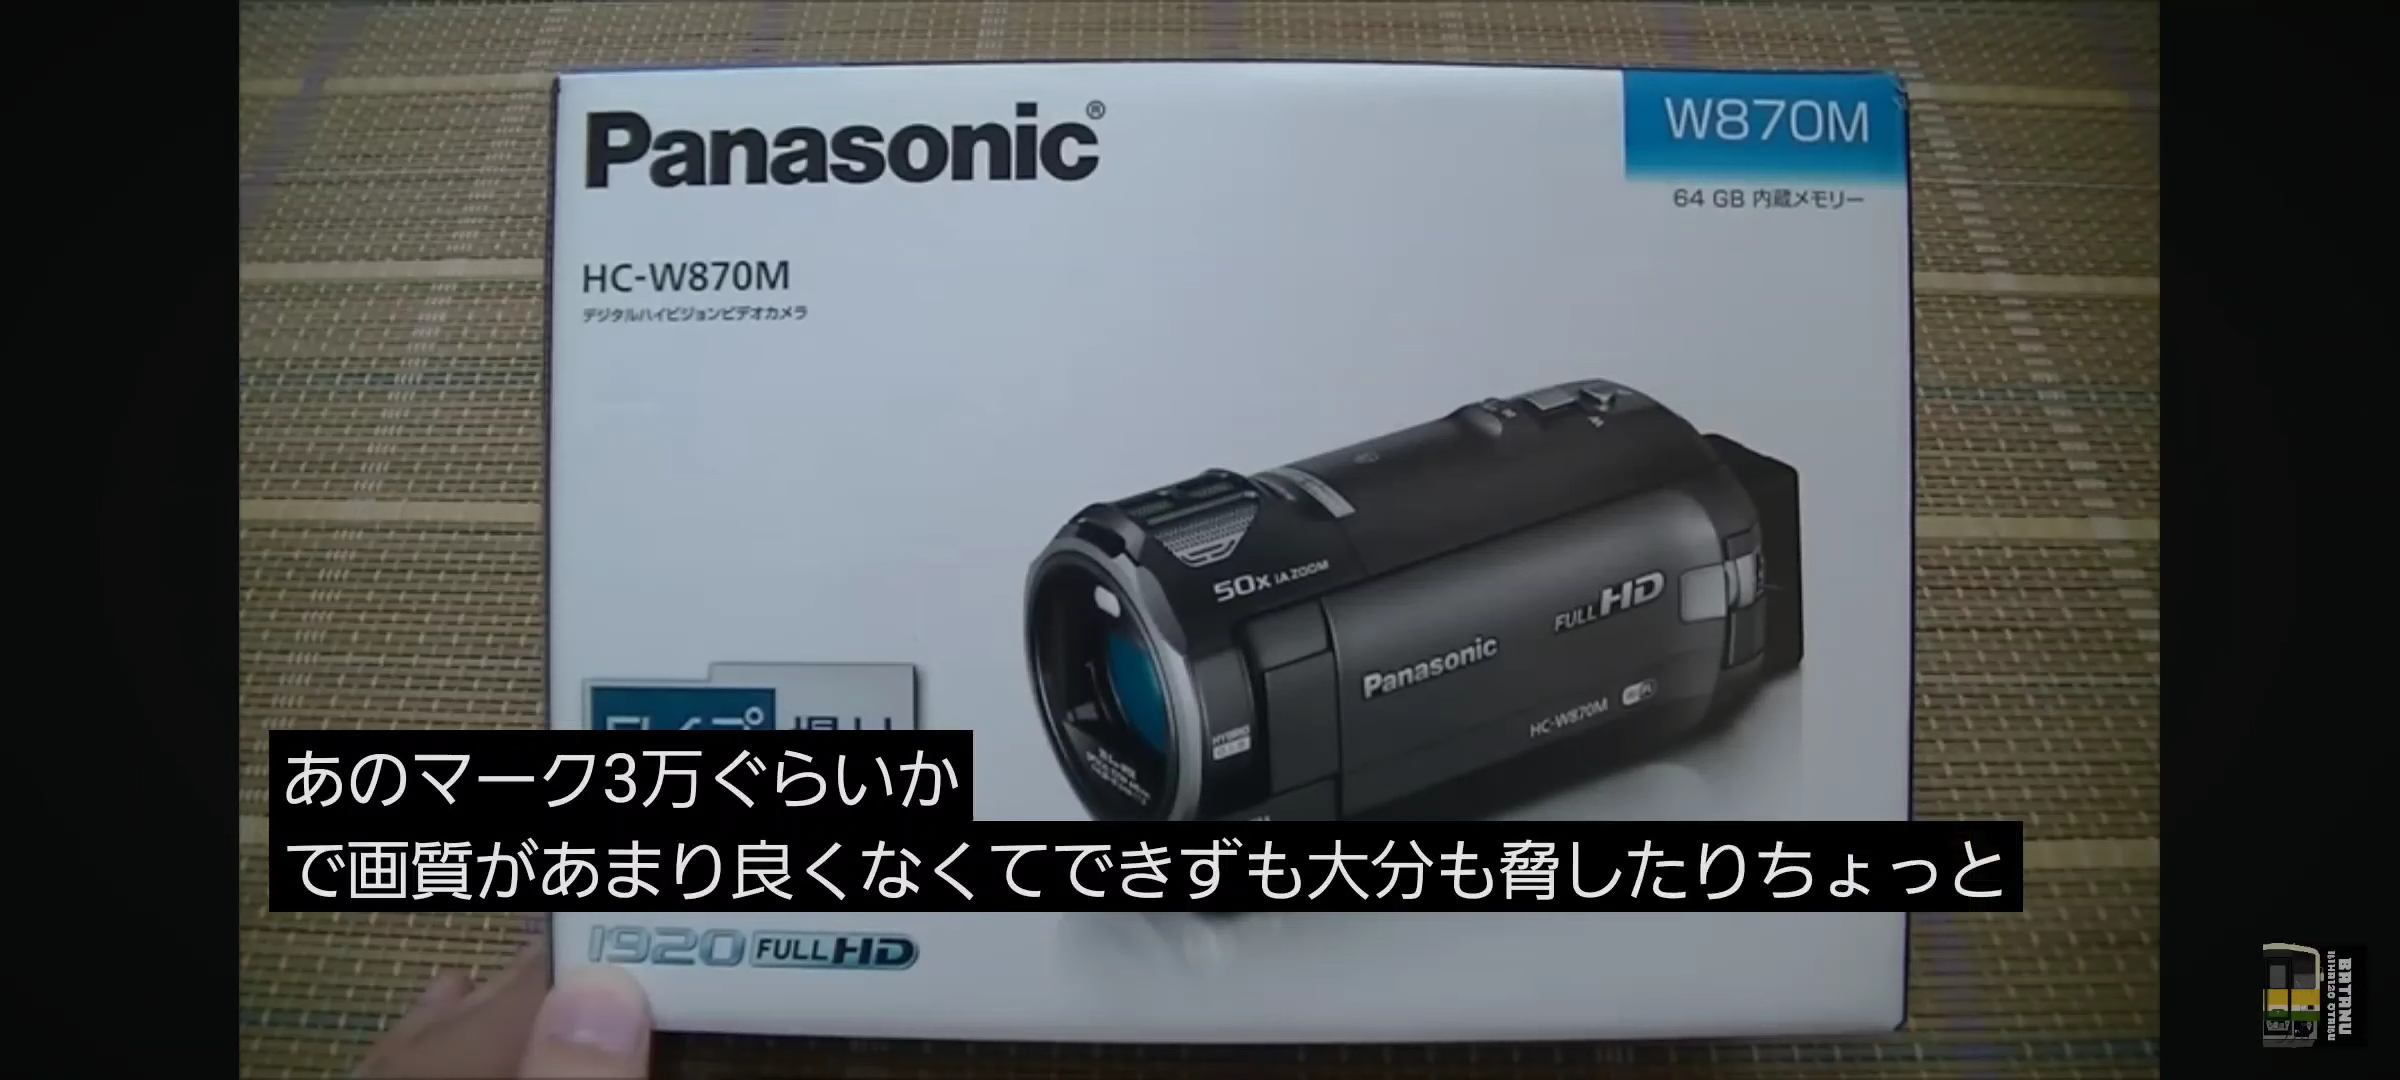 Panasonic®
W870M
64 GB 内蔵メモリー
HC-W870M
デジタルハイビジョンビデオカメラ
50x iA ZOOM
FULL HD
Panasonic
HC-W870M
Wi Fi
HYBRID
O.I.S.
あのマーク3万ぐらいか
で画質があまり良くなくてできずも大分も脅したりちょっと
1920 FULL HD
BATANU